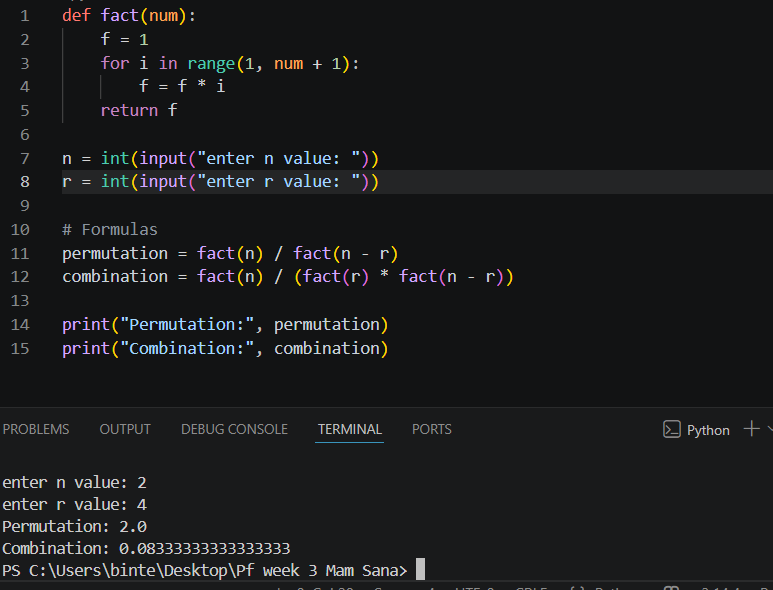 1 def fact(num):
2     f = 1
3     for i in range(1, num + 1):
4         f = f * i
5     return f
6
7 n = int(input("enter n value: "))
8 r = int(input("enter r value: "))
9
10 # Formulas
11 permutation = fact(n) / fact(n - r)
12 combination = fact(n) / (fact(r) * fact(n - r))
13
14 print("Permutation:", permutation)
15 print("Combination:", combination)
PROBLEMS OUTPUT DEBUG CONSOLE TERMINAL PORTS Python
enter n value: 2
enter r value: 4
Permutation: 2.0
Combination: 0.08333333333333333
PS C:\Users\binte\Desktop\Pf week 3 Mam Sana>